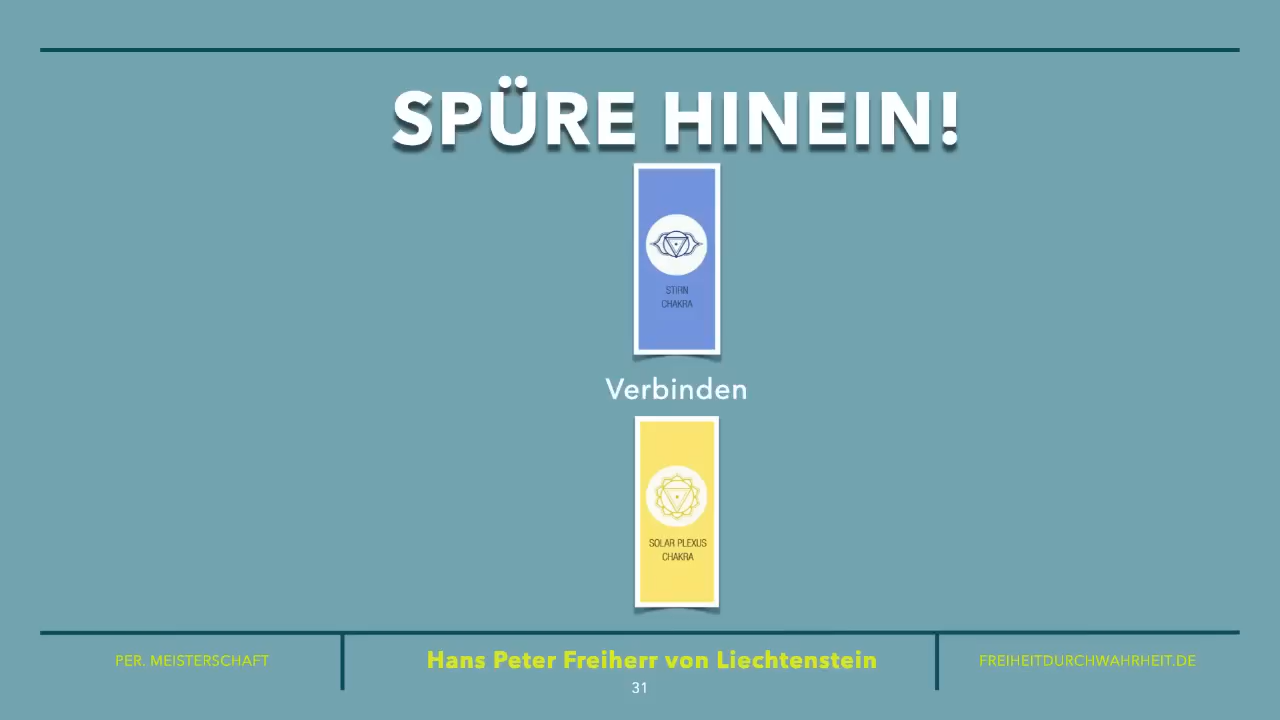 SPÜRE HINEIN!
STIRN
CHAKRA
Verbinden
SOLAR PLEXUS
CHAKRA
PER. MEISTERSCHAFT
Hans Peter Freiherr von Liechtenstein
FREIHEITDURCHWAHRHEIT.DE
31